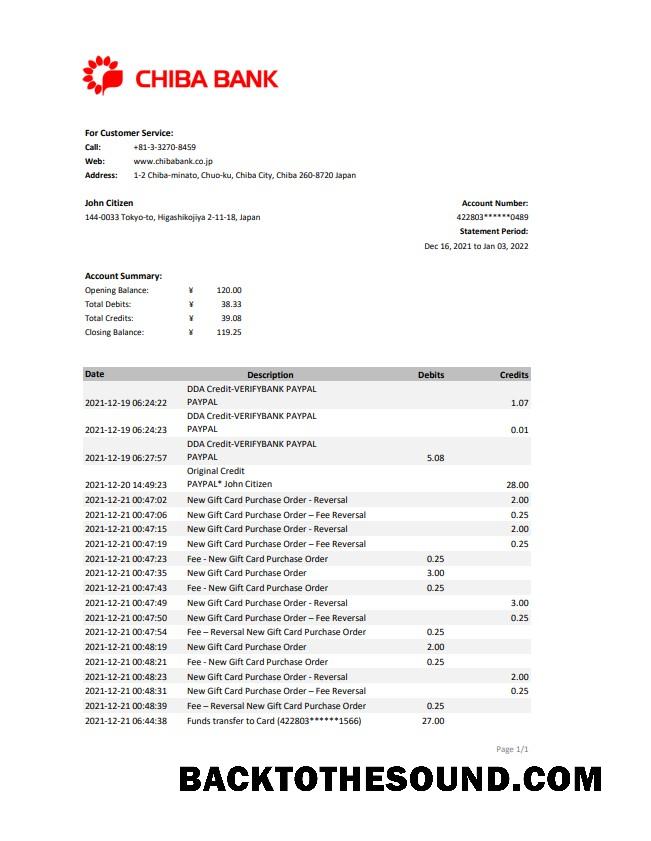 CHIBA BANK
For Customer Service:
Call: +81-3-3270-8459
Web: www.chibabank.co.jp
Address: 1-2 Chiba-minato, Chuo-ku, Chiba City, Chiba 260-8720 Japan
John Citizen Account Number:
144-0033 Tokyo-to, Higashikojiya 2-11-18, Japan 422803******0489
Statement Period:
Dec 16, 2021 to Jan 03, 2022
Account Summary:
Opening Balance: ¥ 120.00
Total Debits: ¥ 38.33
Total Credits: ¥ 39.08
Closing Balance: ¥ 119.25
Date Description Debits Credits
DDA Credit-VERIFYBANK PAYPAL
2021-12-19 06:24:22 PAYPAL 1.07
DDA Credit-VERIFYBANK PAYPAL
2021-12-19 06:24:23 PAYPAL 0.01
DDA Credit-VERIFYBANK PAYPAL
2021-12-19 06:27:57 PAYPAL 5.08
Original Credit
2021-12-20 14:49:23 PAYPAL* John Citizen 28.00
2021-12-21 00:47:02 New Gift Card Purchase Order - Reversal 2.00
2021-12-21 00:47:06 New Gift Card Purchase Order – Fee Reversal 0.25
2021-12-21 00:47:15 New Gift Card Purchase Order - Reversal 2.00
2021-12-21 00:47:19 New Gift Card Purchase Order – Fee Reversal 0.25
2021-12-21 00:47:23 Fee - New Gift Card Purchase Order 0.25
2021-12-21 00:47:35 New Gift Card Purchase Order 3.00
2021-12-21 00:47:43 Fee - New Gift Card Purchase Order 0.25
2021-12-21 00:47:49 New Gift Card Purchase Order - Reversal 3.00
2021-12-21 00:47:50 New Gift Card Purchase Order – Fee Reversal 0.25
2021-12-21 00:47:54 Fee – Reversal New Gift Card Purchase Order 0.25
2021-12-21 00:48:19 New Gift Card Purchase Order 2.00
2021-12-21 00:48:21 Fee - New Gift Card Purchase Order 0.25
2021-12-21 00:48:23 New Gift Card Purchase Order - Reversal 2.00
2021-12-21 00:48:31 New Gift Card Purchase Order – Fee Reversal 0.25
2021-12-21 00:48:39 Fee – Reversal New Gift Card Purchase Order 0.25
2021-12-21 06:44:38 Funds transfer to Card (422803******1566) 27.00
Page 1/1
BACKTOTHESOUND.COM